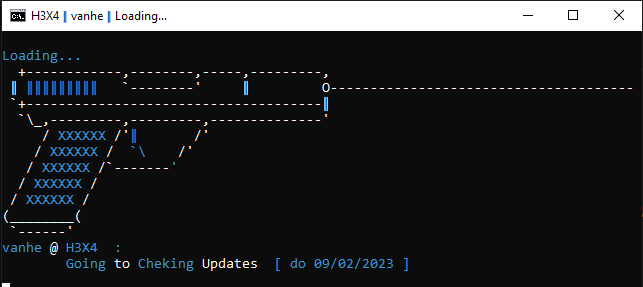 H3X4 ‖ vanhe ‖ Loading...
Loading...
XXXXXX
XXXXXX
XXXXXX
XXXXXX
XXXXXX
vanhe @ H3X4 :
Going to Cheking Updates [ do 09/02/2023 ]